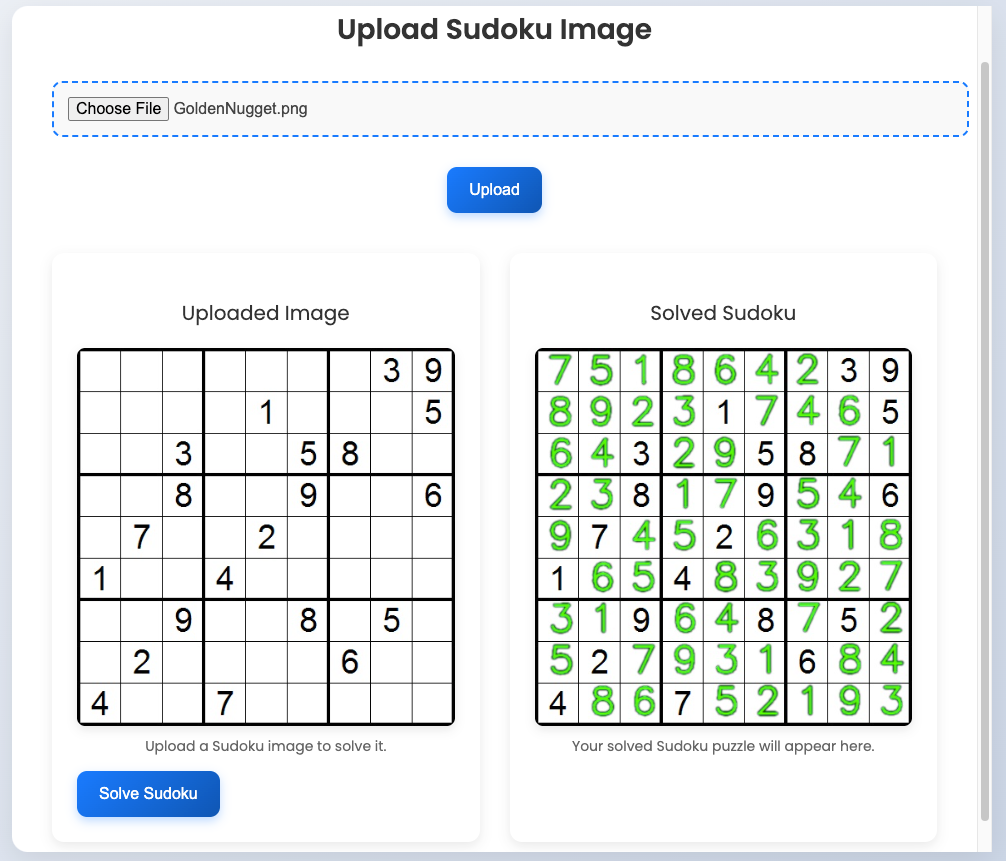 Upload Sudoku Image
Choose File GoldenNugget.png
Upload
Uploaded Image
3 9
1 5
3 5 8
8 9 6
7 2
1 4
9 8 5
2 6
4 7
Upload a Sudoku image to solve it.
Solve Sudoku
Solved Sudoku
7 5 1 8 6 4 2 3 9
8 9 2 3 1 7 4 6 5
6 4 3 2 9 5 8 7 1
2 3 8 1 7 9 5 4 6
9 7 4 5 2 6 3 1 8
1 6 5 4 8 3 9 2 7
3 1 9 6 4 8 7 5 2
5 2 7 9 3 1 6 8 4
4 8 6 7 5 2 1 9 3
Your solved Sudoku puzzle will appear here.